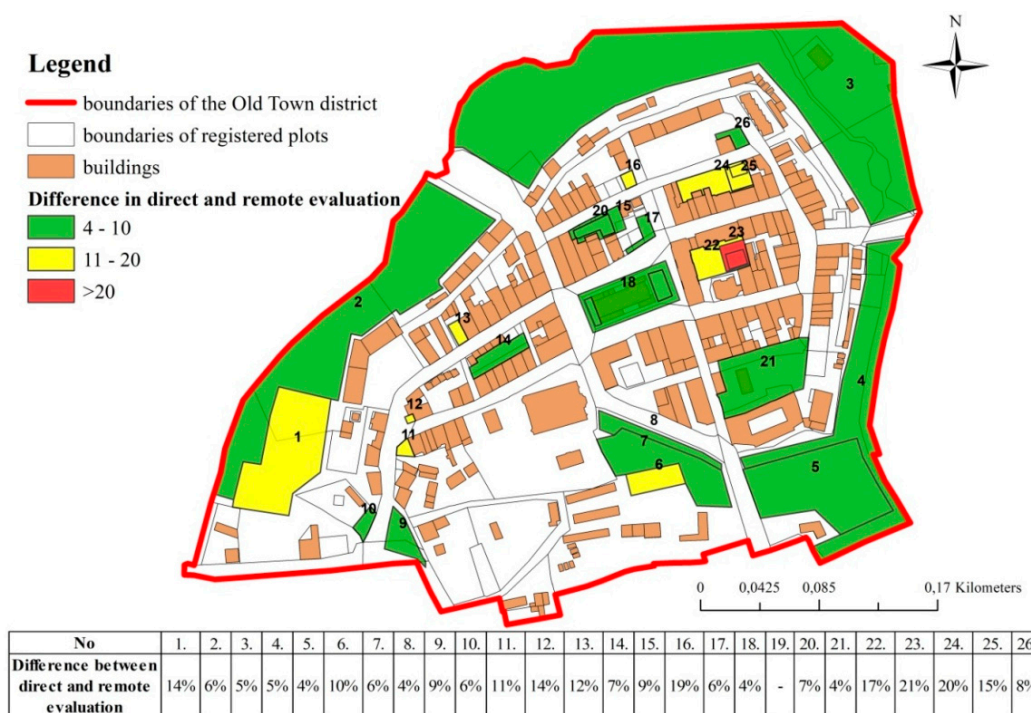 N
Legend
boundaries of the Old Town district
boundaries of registered plots
buildings
Difference in direct and remote evaluation
4 - 10
11 - 20
>20
3
26
16
24
25
15
20
17
23
22
18
2
13
14
21
4
12
8
11
1
7
6
5
10
9
0 0,0425 0,085 0,17 Kilometers
No 1. 2. 3. 4. 5. 6. 7. 8. 9. 10. 11. 12. 13. 14. 15. 16. 17. 18. 19. 20. 21. 22. 23. 24. 25. 26
Difference between
direct and remote 14% 6% 5% 5% 4% 10% 6% 4% 9% 6% 11% 14% 12% 7% 9% 19% 6% 4% - 7% 4% 17% 21% 20% 15% 8%
evaluation